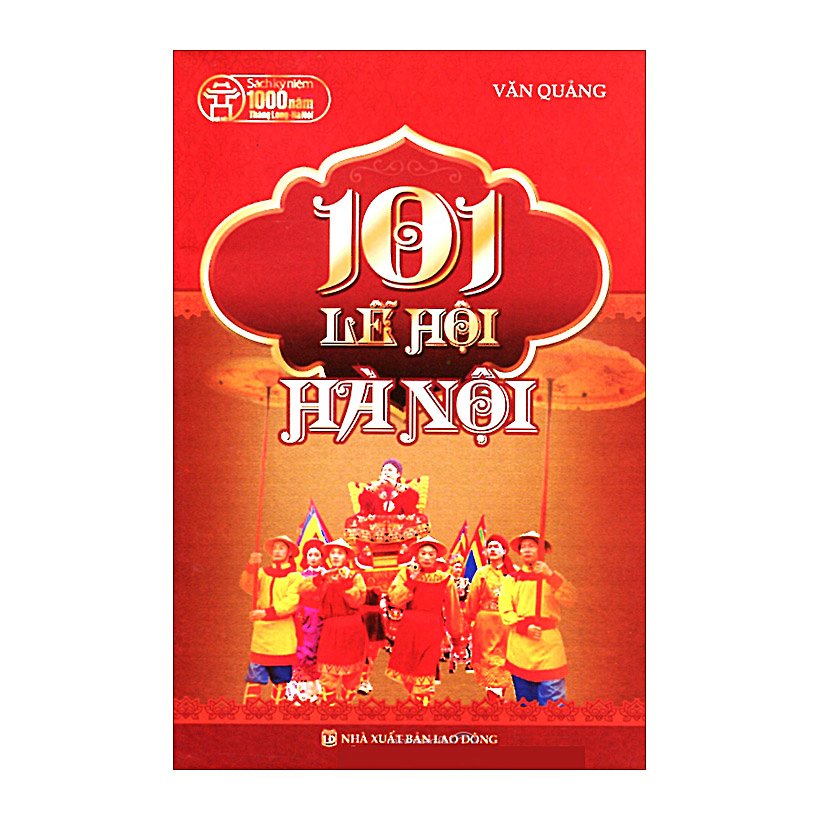 Sách kỷ niệm
1000 năm
Thăng Long - Hà Nội
VĂN QUẢNG
101
LỄ HỘI
HÀ NỘI
LĐ NHÀ XUẤT BẢN LAO ĐỘNG